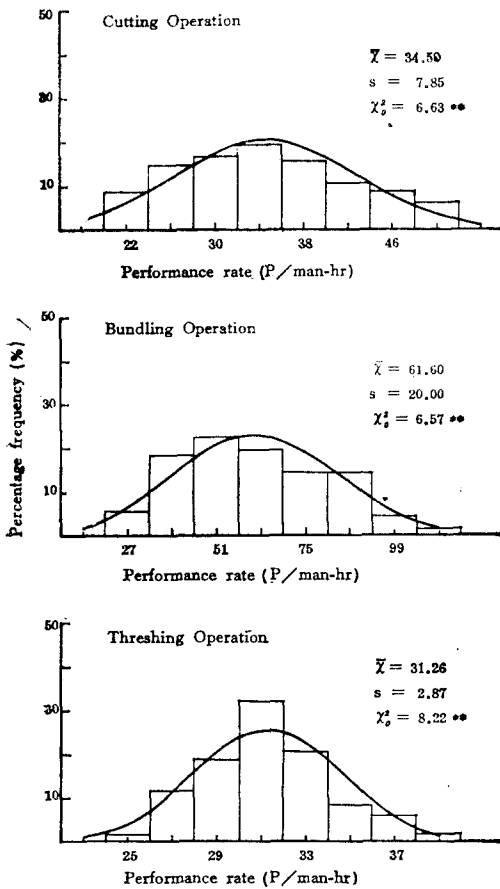 50
Cutting Operation
x̄ = 34.50
s = 7.85
χ²₀ = 6.63 **
30
10
22 30 38 46
Performance rate (P/man-hr)
50
Bundling Operation
x̄ = 61.60
s = 20.00
χ²₀ = 6.57 **
30
10
27 51 75 99
Performance rate (P/man-hr)
Percentage frequency (%)
50
Threshing Operation
x̄ = 31.26
s = 2.87
χ²₀ = 8.22 **
30
10
25 29 33 37
Performance rate (P/man-hr)